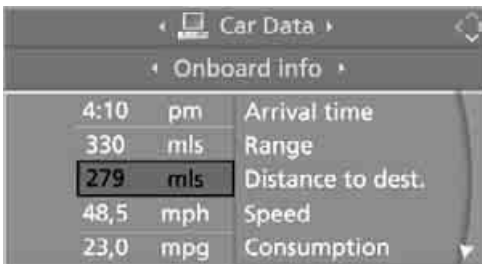 Car Data
Onboard info
4:10 pm Arrival time
330 mls Range
279 mls Distance to dest.
48,5 mph Speed
23,0 mpg Consumption